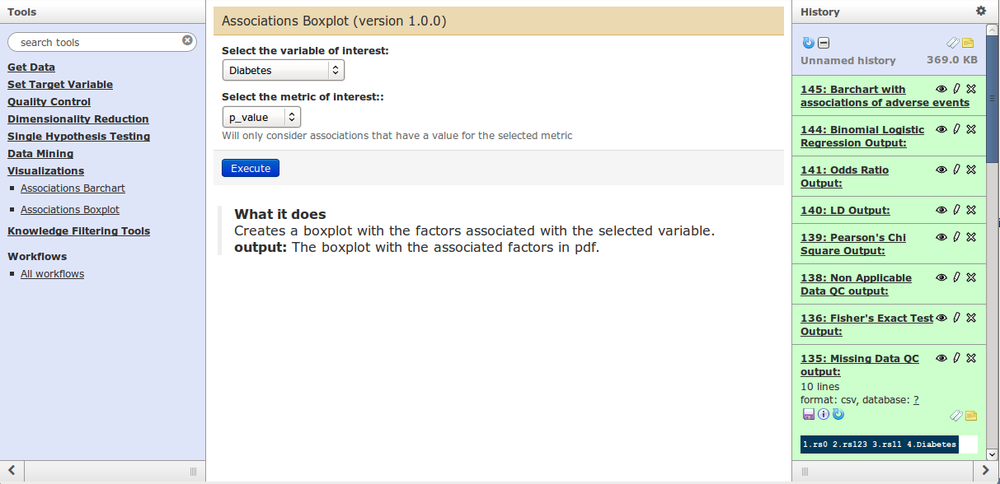 Tools
search tools
Get Data
Set Target Variable
Quality Control
Dimensionality Reduction
Single Hypothesis Testing
Data Mining
Visualizations
Associations Barchart
Associations Boxplot
Knowledge Filtering Tools
Workflows
All workflows
Associations Boxplot (version 1.0.0)
Select the variable of interest:
Diabetes
Select the metric of interest::
p_value
Will only consider associations that have a value for the selected metric
Execute
What it does
Creates a boxplot with the factors associated with the selected variable.
output: The boxplot with the associated factors in pdf.
History
Unnamed history 369.0 KB
145: Barchart with
associations of adverse events
144: Binomial Logistic
Regression Output:
141: Odds Ratio
Output:
140: LD Output:
139: Pearson's Chi
Square Output:
138: Non Applicable
Data QC output:
136: Fisher's Exact Test
Output:
135: Missing Data QC
output:
10 lines
format: csv, database: ?
1.rs0 2.rs123 3.rs11 4.Diabetes